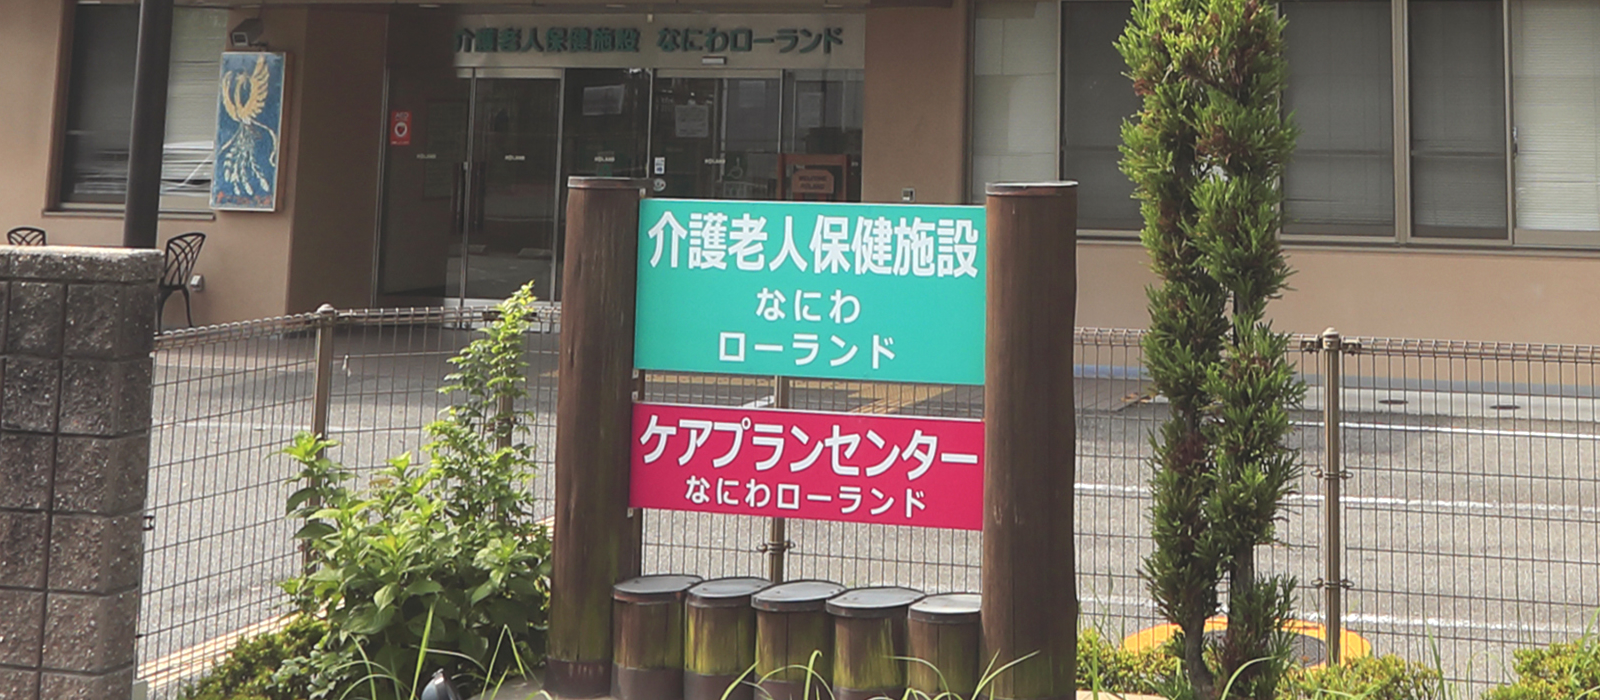 介護老人保健施設 なにわローランド
介護老人保健施設
なにわ
ローランド
ケアプランセンター
なにわローランド